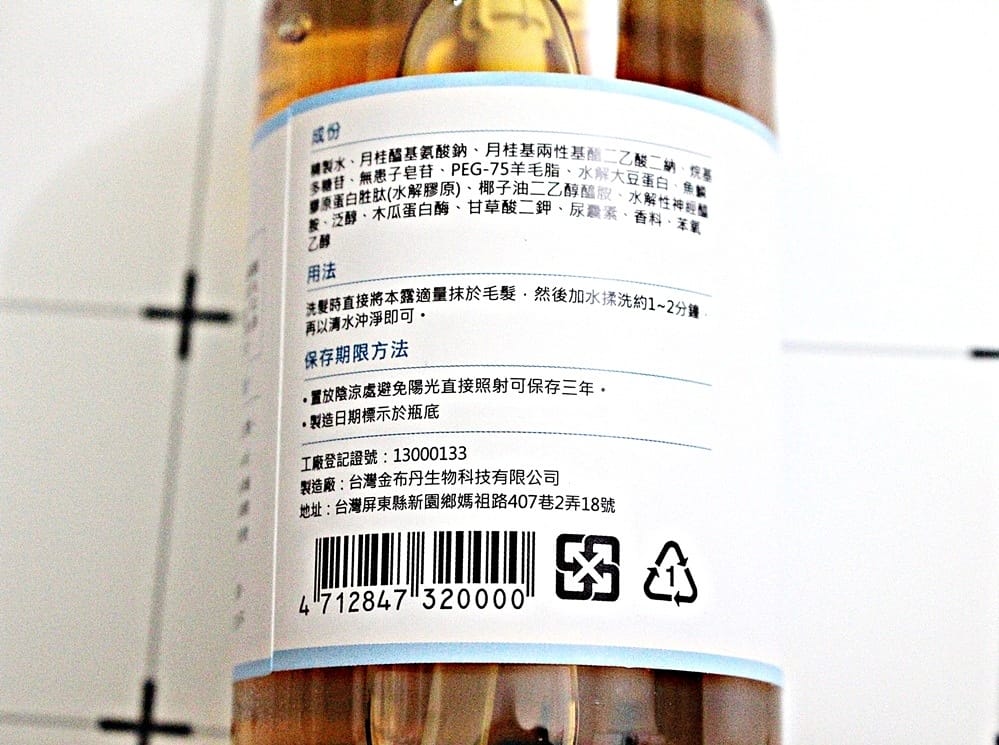 成份
精製水、月桂醯基氨酸鈉、月桂基兩性基醋二乙酸二納、烷基
多糖苷、無患子皂苷、PEG-75羊毛脂、水解大豆蛋白、魚鱗
膠原蛋白胜肽(水解膠原)、椰子油二乙醇醯胺、水解性神經醯
胺、泛醇、木瓜蛋白酶、甘草酸二鉀、尿囊素、香料、苯氧
乙醇
用法
洗髮時直接將本露適量抹於毛髮，然後加水揉洗約1~2分鐘，
再以清水沖淨即可。
保存期限方法
•置放陰涼處避免陽光直接照射可保存三年。
•製造日期標示於瓶底
工廠登記證號：13000133
製造廠：台灣金布丹生物科技有限公司
地址：台灣屏東縣新園鄉媽祖路407巷2弄18號
4 712847 320000
1